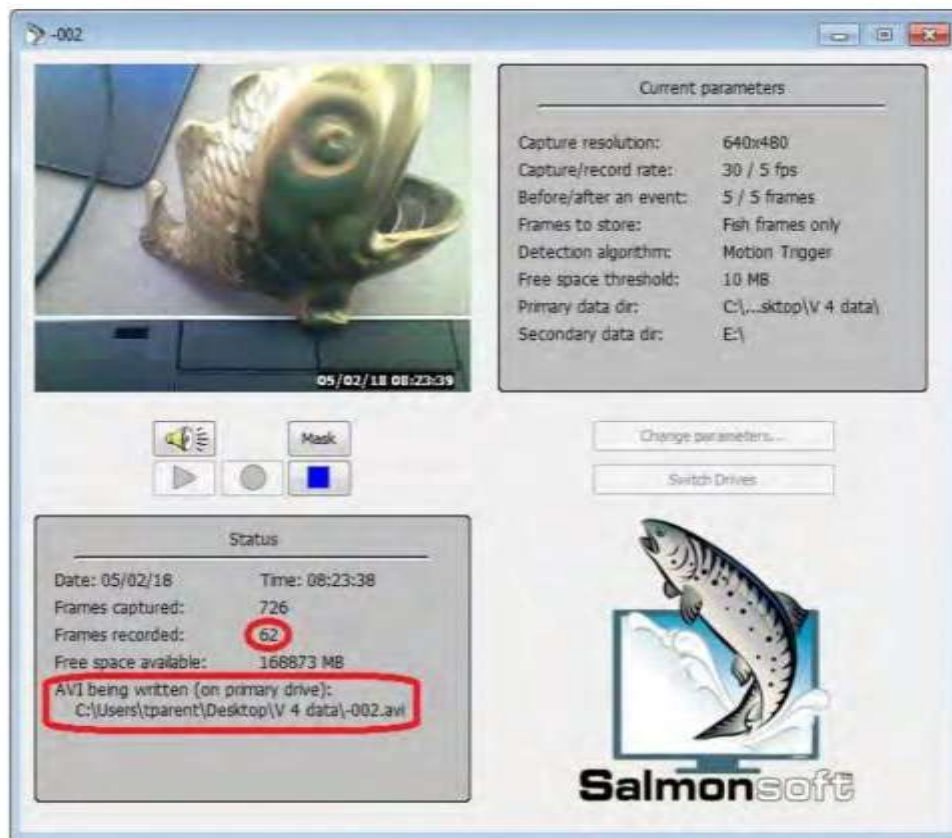 -002
05/02/18 08:23:39
Current parameters
Capture resolution: 640x480
Capture/record rate: 30 / 5 fps
Before/after an event: 5 / 5 frames
Frames to store: Fish frames only
Detection algorithm: Motion Trigger
Free space threshold: 10 MB
Primary data dir: C:\,..sktop\V 4 data\
Secondary data dir: E:\
Mask
Change parameters...
Switch Drives
Status
Date: 05/02/18 Time: 08:23:38
Frames captured: 726
Frames recorded: 62
Free space available: 168873 MB
AVI being written (on primary drive):
C:\Users\tparent\Desktop\V 4 data\-002.avi
Salmonsoft